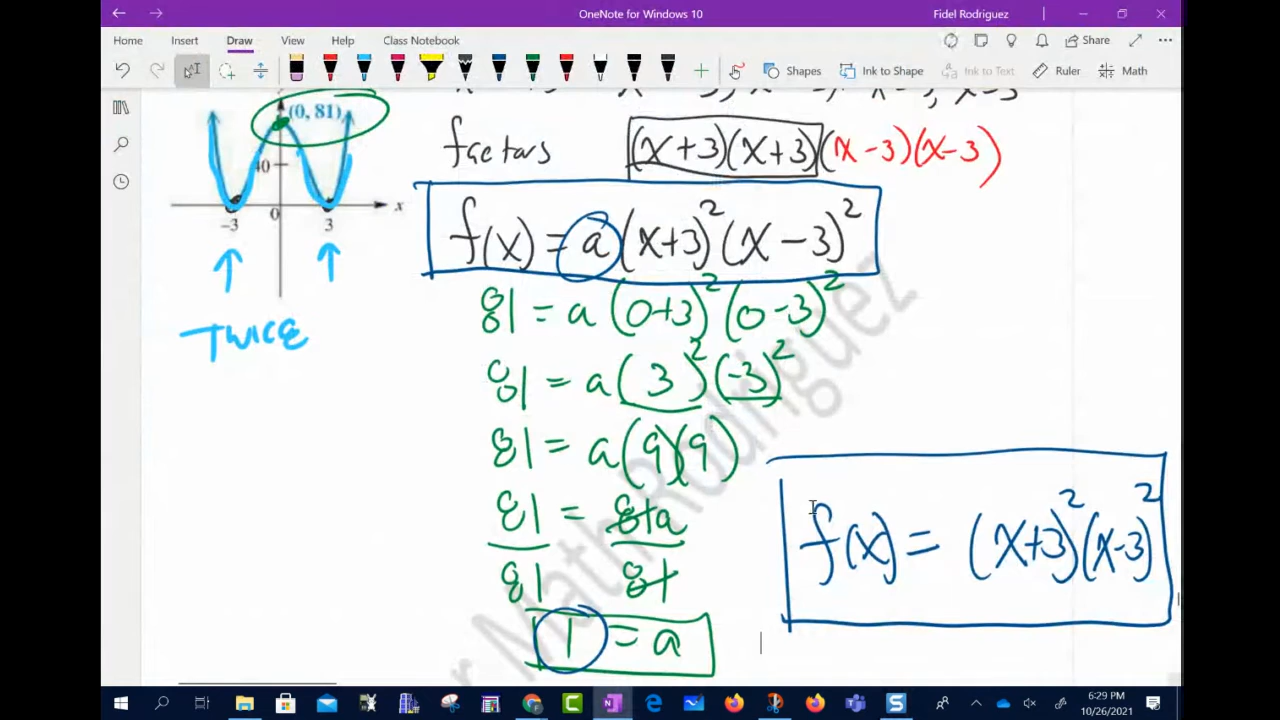 OneNote for Windows 10
Fidel Rodriguez
Home Insert Draw View Help Class Notebook
Share
Shapes Ink to Shape Ink to Text Ruler Math
(0, 81)
40
0
x
-3 3
TWICE
factors (x+3)(x+3)(x-3)(x-3)
f(x) = a(x+3)²(x-3)²
81 = a(0+3)²(0-3)²
81 = a(3)²(-3)²
81 = a(9)(9)
81 = 81a
81 81
1 = a
f(x) = (x+3)²(x-3)²
Mr MathRodriguez
6:29 PM
10/26/2021